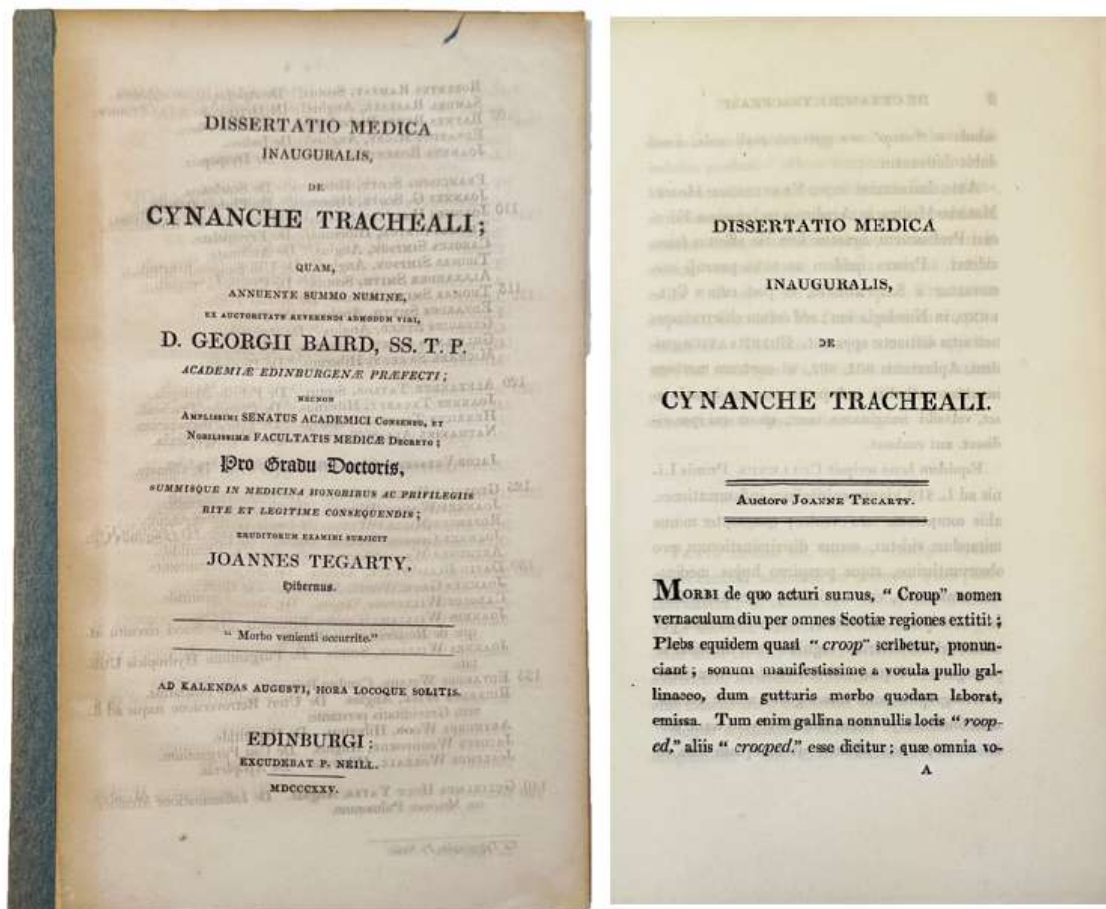 DISSERTATIO MEDICA
INAUGURALIS,
DE
CYNANCHE TRACHEALI;
QUAM,
ANNUENTE SUMMO NUMINE,
EX AUCTORITATE REVERENDI ADMODUM VIRI,
D. GEORGII BAIRD, SS. T. P.
ACADEMIÆ EDINBURGENÆ PRÆFECTI;
NECNON
AMPLISSIMI SENATUS ACADEMICI CONSENSU, ET
NOBILISSIMÆ FACULTATIS MEDICÆ DECRETO;
Pro Gradu Doctoris,
SUMMISQUE IN MEDICINA HONORIBUS AC PRIVILEGIIS
RITE ET LEGITIME CONSEQUENDIS;
ERUDITORUM EXAMINI SUBJICIT
JOANNES TEGARTY,
Hibernus.
" Morbo venienti occurrite."
AD KALENDAS AUGUSTI, HORA LOCOQUE SOLITIS.
EDINBURGI:
EXCUDEBAT P. NEILL.
MDCCCXXV.
DISSERTATIO MEDICA
INAUGURALIS,
DE
CYNANCHE TRACHEALI.
Auctore JOANNE TEGARTY.
MORBI de quo acturi sumus, " Croup" nomen
vernaculum diu per omnes Scotiæ regiones extitit;
Plebs equidem quasi " croop" scribetur, pronun-
ciant; sonum manifestissime a vocula pullo gal-
linaceo, dum gutturis morbo quodam laborat,
emissa. Tum enim gallina nonnullis locis " roop-
ed," aliis " crooped." esse dicitur; quæ omnia vo-
A